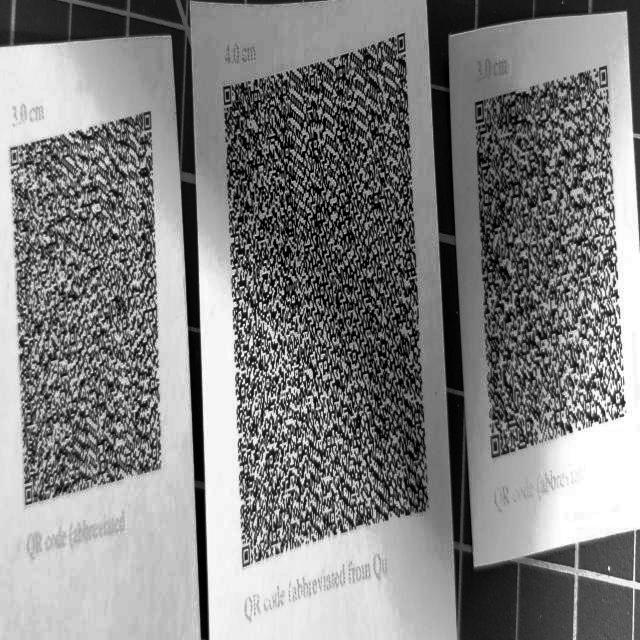 3.0 cm
QR code (abbreviated
4.0 cm
QR code (abbreviated from Qu
3.0 cm
QR code (abbreviat